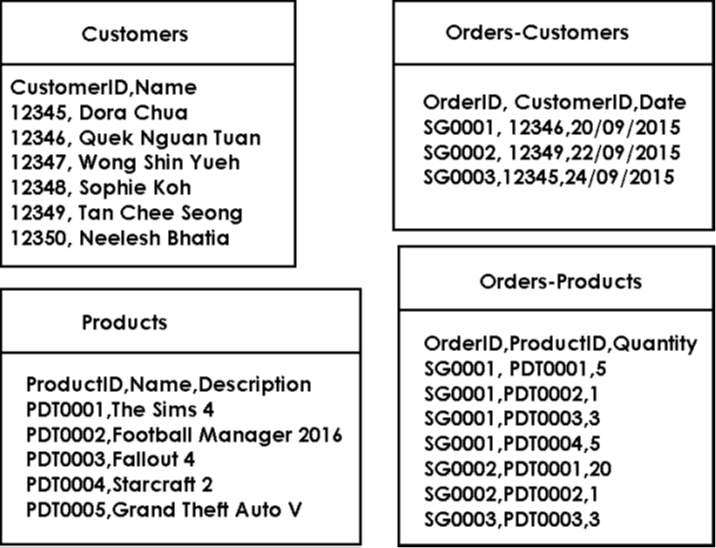 Customers
CustomerID,Name
12345, Dora Chua
12346, Quek Nguan Tuan
12347, Wong Shin Yueh
12348, Sophie Koh
12349, Tan Chee Seong
12350, Neelesh Bhatia
Orders-Customers
OrderID, CustomerID,Date
SG0001, 12346,20/09/2015
SG0002, 12349,22/09/2015
SG0003,12345,24/09/2015
Products
ProductID,Name,Description
PDT0001,The Sims 4
PDT0002,Football Manager 2016
PDT0003,Fallout 4
PDT0004,Starcraft 2
PDT0005,Grand Theft Auto V
Orders-Products
OrderID,ProductID,Quantity
SG0001, PDT0001,5
SG0001,PDT0002,1
SG0001,PDT0003,3
SG0001,PDT0004,5
SG0002,PDT0001,20
SG0002,PDT0002,1
SG0003,PDT0003,3